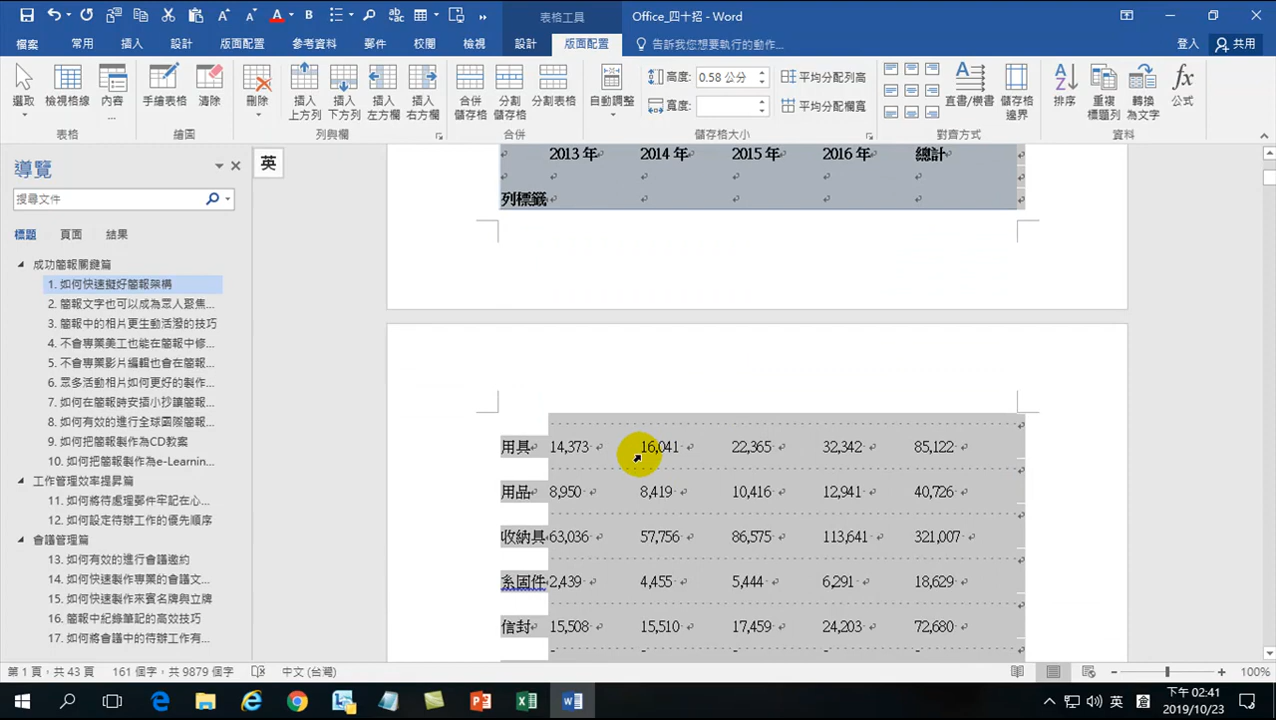 表格工具 Office_四十招 - Word
檔案 常用 插入 設計 版面配置 參考資料 郵件 校閱 檢視 設計 版面配置 告訴我您想要執行的動作... 登入 共用
選取 檢視格線 內容... 手繪表格 清除 刪除 插入上方列 插入下方列 插入左方欄 插入右方欄 合併儲存格 分割儲存格 分割表格 自動調整 高度: 0.58 公分 平均分配列高 直書/橫書 儲存格邊界 排序 重複標題列 轉換為文字 公式
寬度: 平均分配欄寬
表格 繪圖 列與欄 合併 儲存格大小 對齊方式 資料
導覽
英
搜尋文件
標題 頁面 結果
成功簡報關鍵篇
1. 如何快速擬好簡報架構
2. 簡報文字也可以成為眾人聚焦...
3. 簡報中的相片更生動活潑的技巧
4. 不會專業美工也能在簡報中修...
5. 不會專業影片編輯也會在簡報...
6. 眾多活動相片如何更好的製作...
7. 如何在簡報時安插小抄讓簡報...
8. 如何有效的進行全球國際簡報...
9. 如何把簡報製作為CD教案
10. 如何把簡報製作為e-Learnin...
工作管理效率提昇篇
11. 如何將待處理郵件牢記在心...
12. 如何設定待辦工作的優先順序
會議管理篇
13. 如何有效的進行會議邀約
14. 如何快速製作專業的會議文...
15. 如何快速製作來賓名牌與立牌
16. 簡報中紀錄筆記的高效技巧
17. 如何將會議中的待辦工作有...
2013 年 2014 年 2015 年 2016 年 總計
列標籤
用具 14,373 16,041 22,365 32,342 85,122
用品 8,950 8,419 10,416 12,941 40,726
收納具 63,036 57,756 86,575 113,641 321,007
糸固件 2,439 4,455 5,444 6,291 18,629
信封 15,508 15,510 17,459 24,203 72,680
第 1 頁，共 43 頁 161 個字，共 9879 個字 中文 (台灣) 100%
英 下午 02:41
2019/10/23